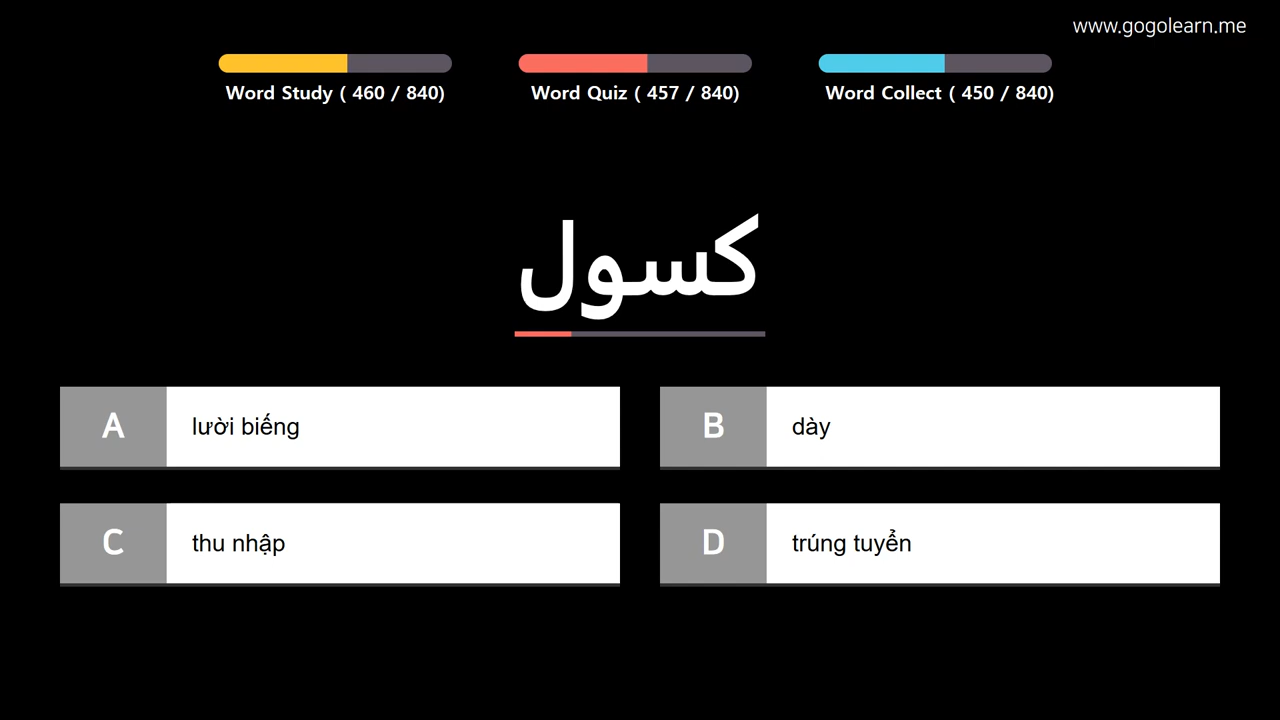 www.gogolearn.me
Word Study ( 460 / 840)
Word Quiz ( 457 / 840)
Word Collect ( 450 / 840)
كسول
A
lười biếng
B
dày
C
thu nhập
D
trúng tuyển